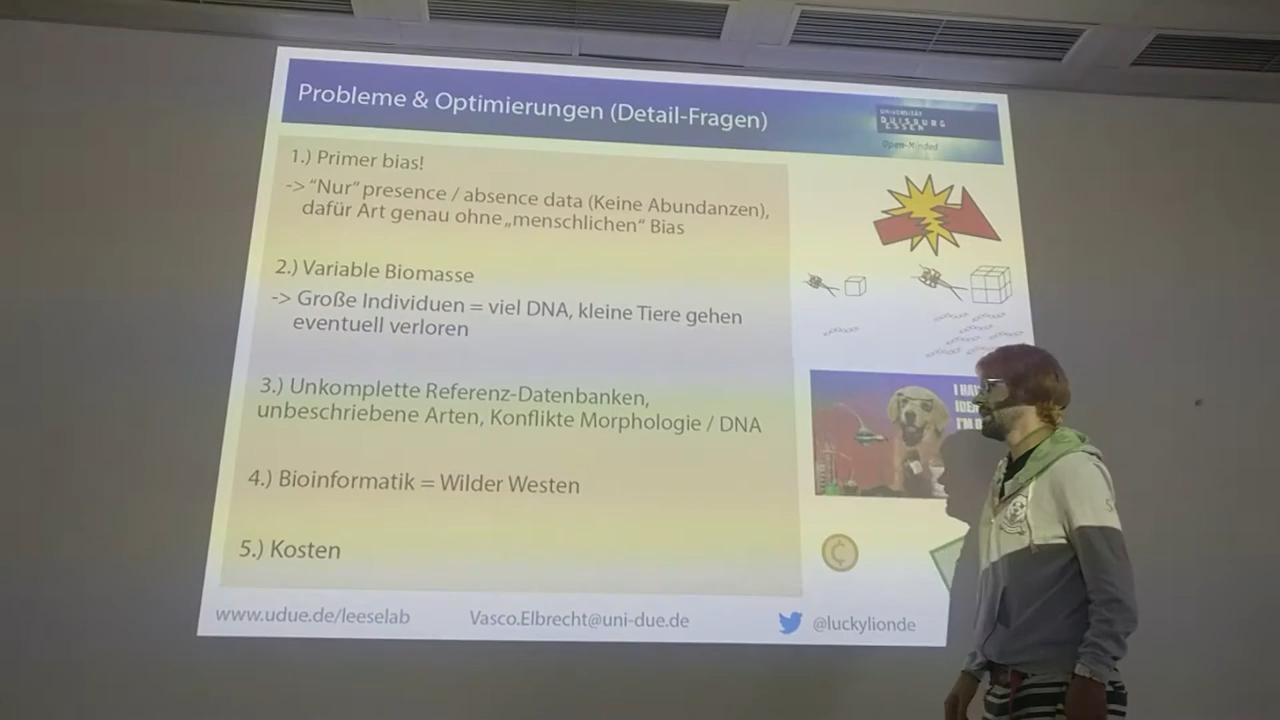 Probleme & Optimierungen (Detail-Fragen)
UNIVERSITÄT
DUISBURG
ESSEN
Open-Minded
1.) Primer bias!
-> "Nur" presence / absence data (Keine Abundanzen),
dafür Art genau ohne „menschlichen“ Bias
2.) Variable Biomasse
-> Große Individuen = viel DNA, kleine Tiere gehen
eventuell verloren
3.) Unkomplette Referenz-Datenbanken,
unbeschriebene Arten, Konflikte Morphologie / DNA
I
I'M
4.) Bioinformatik = Wilder Westen
5.) Kosten
www.udue.de/leeselab
Vasco.Elbrecht@uni-due.de
@luckylionde